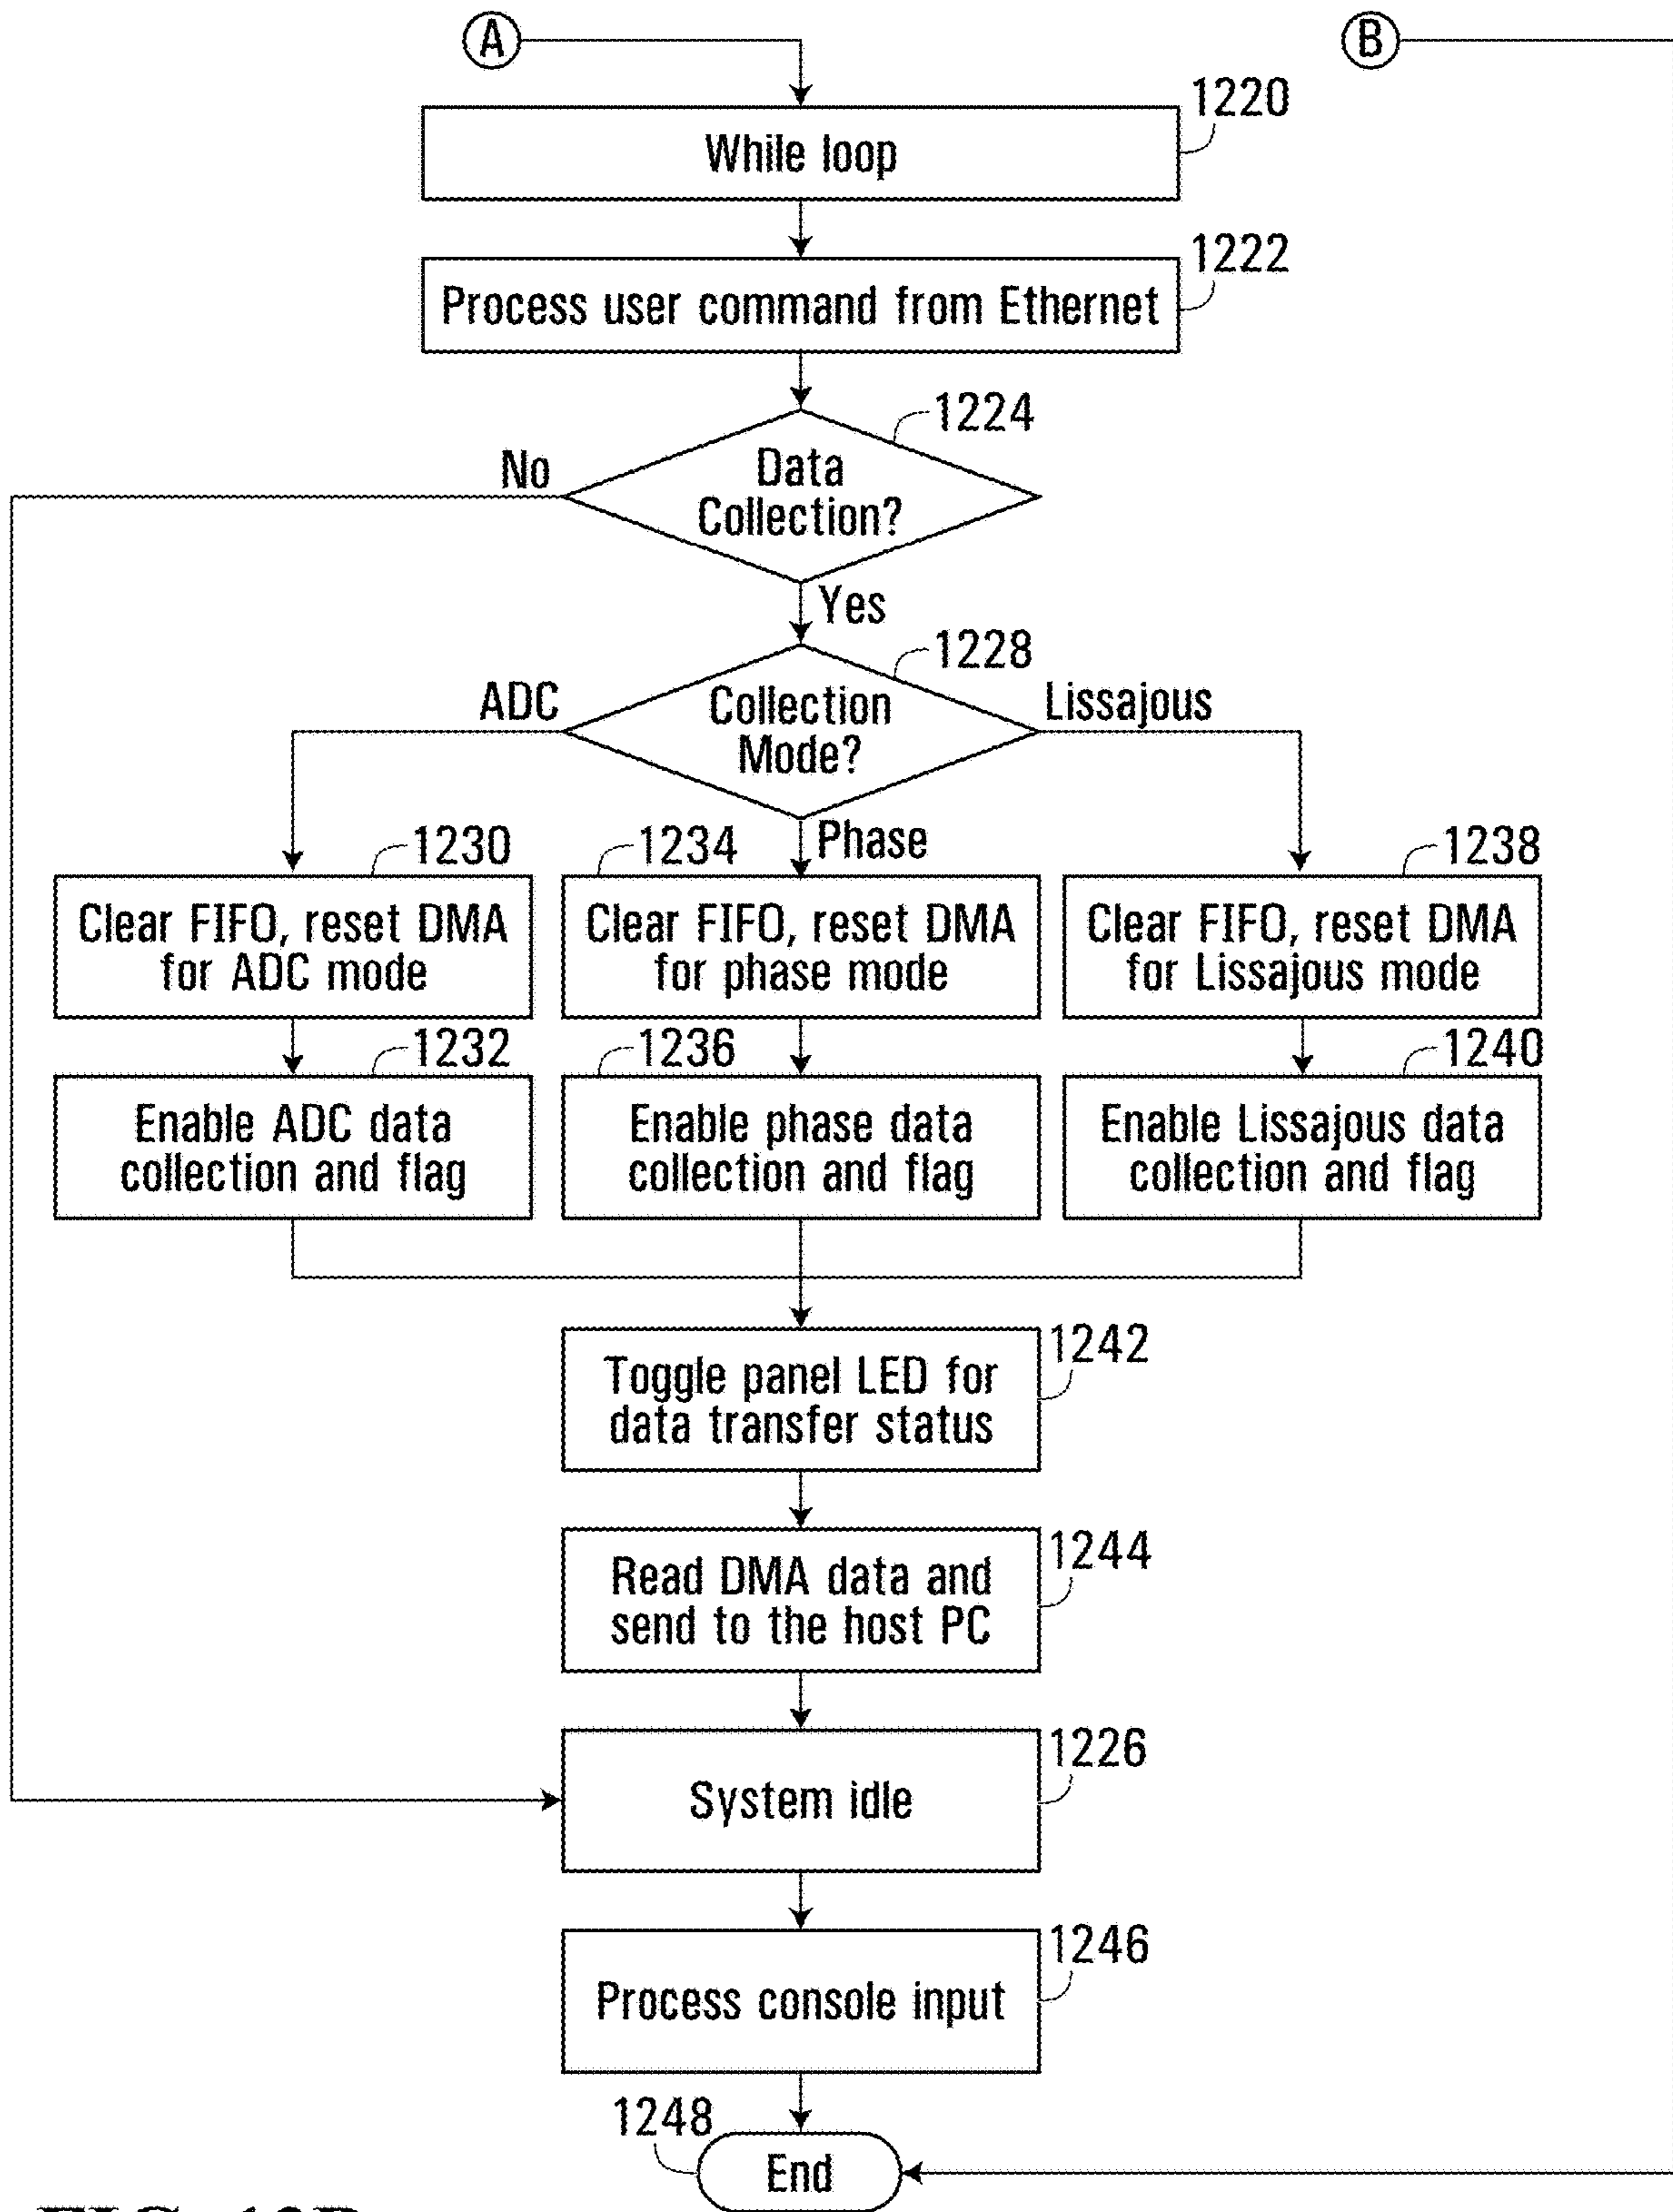 A
B
1220
While loop
1222
Process user command from Ethernet
1224
No
Data
Collection?
Yes
1228
ADC
Collection
Mode?
Lissajous
Phase
1230
1234
1238
Clear FIFO, reset DMA
for ADC mode
Clear FIFO, reset DMA
for phase mode
Clear FIFO, reset DMA
for Lissajous mode
1232
1236
1240
Enable ADC data
collection and flag
Enable phase data
collection and flag
Enable Lissajous data
collection and flag
1242
Toggle panel LED for
data transfer status
1244
Read DMA data and
send to the host PC
1226
System idle
1246
Process console input
1248
End